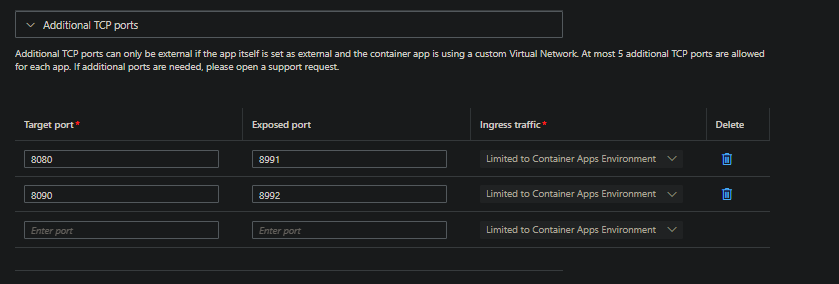 Additional TCP ports
Additional TCP ports can only be external if the app itself is set as external and the container app is using a custom Virtual Network. At most 5 additional TCP ports are allowed
for each app. If additional ports are needed, please open a support request.
Target port * Exposed port Ingress traffic * Delete
8080 8991 Limited to Container Apps Environment
8090 8992 Limited to Container Apps Environment
Enter port Enter port Limited to Container Apps Environment